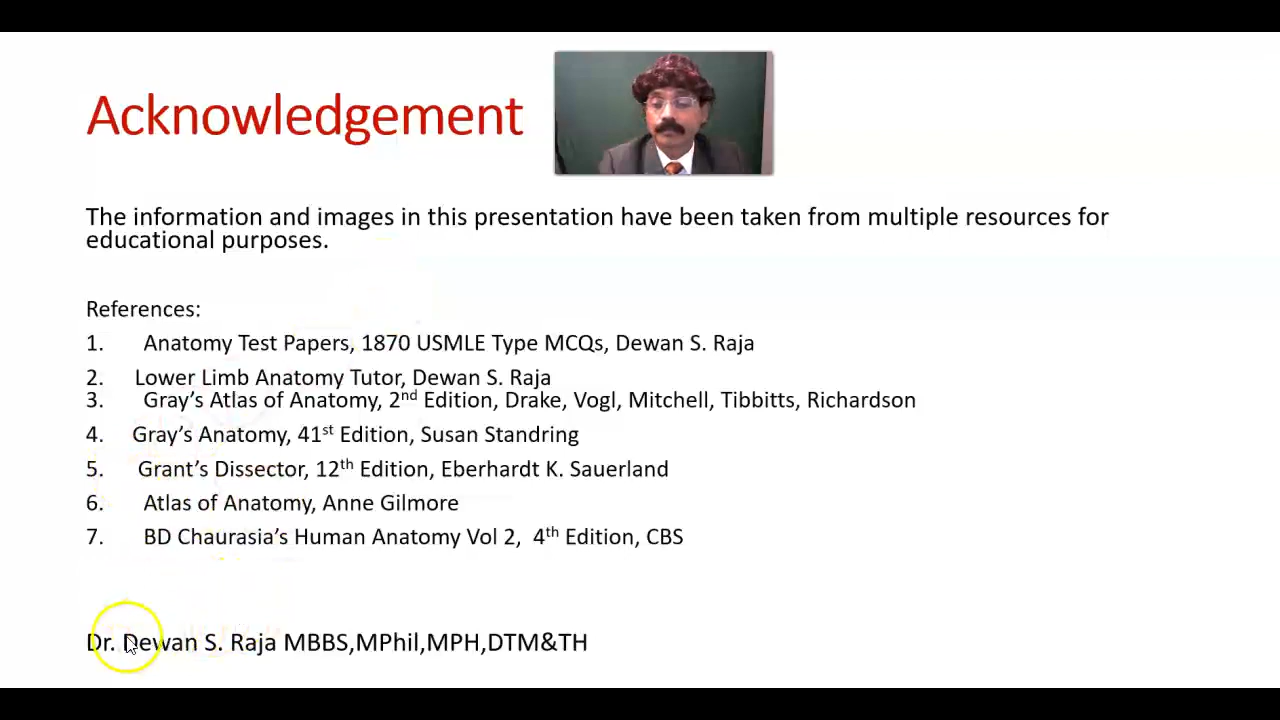 Acknowledgement
The information and images in this presentation have been taken from multiple resources for
educational purposes.
References:
1. Anatomy Test Papers, 1870 USMLE Type MCQs, Dewan S. Raja
2. Lower Limb Anatomy Tutor, Dewan S. Raja
3. Gray’s Atlas of Anatomy, 2nd Edition, Drake, Vogl, Mitchell, Tibbitts, Richardson
4. Gray’s Anatomy, 41st Edition, Susan Standring
5. Grant’s Dissector, 12th Edition, Eberhardt K. Sauerland
6. Atlas of Anatomy, Anne Gilmore
7. BD Chaurasia’s Human Anatomy Vol 2, 4th Edition, CBS
Dr. Dewan S. Raja MBBS,MPhil,MPH,DTM&TH